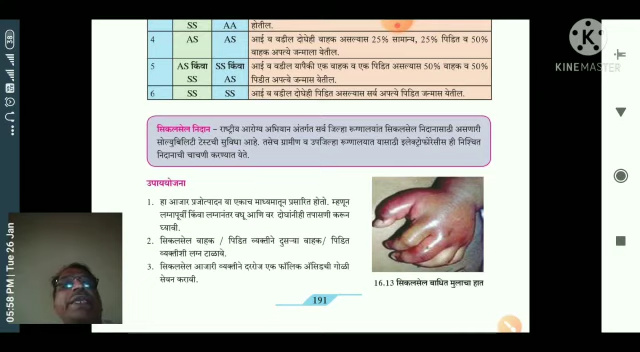 SS AA होतील.
4 AS AS आई व वडील दोघेही वाहक असल्यास 25% सामान्य, 25% पिडित व 50%
वाहक अपत्ये जन्माला येतील.
5 AS किंवा SS किंवा आई व वडील यापैकी एक वाहक व एक पिडित असल्यास 50% वाहक व 50%
SS AS पिडीत अपत्ये जन्मास येतील.
6 SS SS आई व वडील दोघेही पिडित असल्यास सर्व अपत्ये पिडित जन्मास येतील.
सिकलसेल निदान - राष्ट्रीय आरोग्य अभियान अंतर्गत सर्व जिल्हा रूग्णालयांत सिकलसेल निदानासाठी असणारी
सोल्युबिलिटी टेस्टची सुविधा आहे. तसेच ग्रामीण व उपजिल्हा रूग्णालयात यासाठी इलेक्ट्रोफोरेसीस ही निश्चित
निदानाची चाचणी करण्यात येते.
उपाययोजना
1. हा आजार प्रजोत्पादन या एकाच माध्यमातून प्रसारित होतो. म्हणून
लग्नापूर्वी किंवा लग्नानंतर वधू आणि वर दोघांनीही तपासणी करून
घ्यावी.
2. सिकलसेल वाहक / पिडित व्यक्तीने दुसऱ्या वाहक/ पिडित
व्यक्तीशी लग्न टाळावे.
3. सिकलसेल आजारी व्यक्तीने दररोज एक फॉलिक ॲसिडची गोळी
सेवन करावी.
16.13 सिकलसेल बाधित मुलाचा हात
191
KINEMASTER
05:58 PM | Tue 26 Jan
38